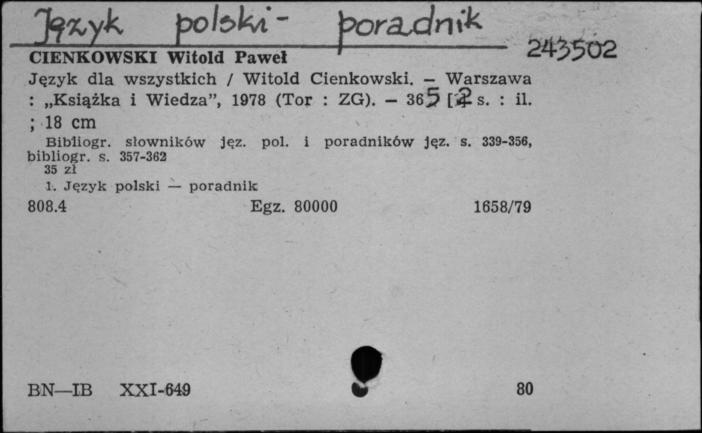 Język polski - poradnik
243502
CIENKOWSKI Witold Paweł
Język dla wszystkich / Witold Cienkowski. — Warszawa
: „Książka i Wiedza”, 1978 (Tor : ZG). — 365 [2 s. : il.
; 18 cm
Bibliogr. słowników jęz. pol. i poradników jęz. s. 339-356,
bibliogr. s. 357-362
35 zł
1. Język polski — poradnik
808.4 Egz. 80000 1658/79
BN—IB XXI-649 80